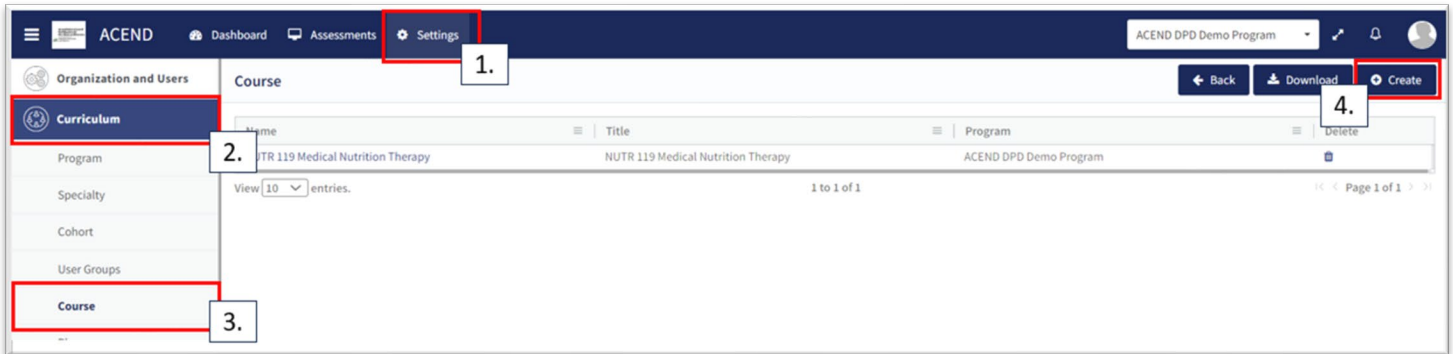 ACEND Dashboard Assessments Settings ACEND DPD Demo Program
1.
Organization and Users
Course Back Download Create
4.
Curriculum
2.
Name Title Program Delete
Program
NUTR 119 Medical Nutrition Therapy NUTR 119 Medical Nutrition Therapy ACEND DPD Demo Program
Specialty
View 10 entries. 1 to 1 of 1 Page 1 of 1
Cohort
User Groups
Course
3.